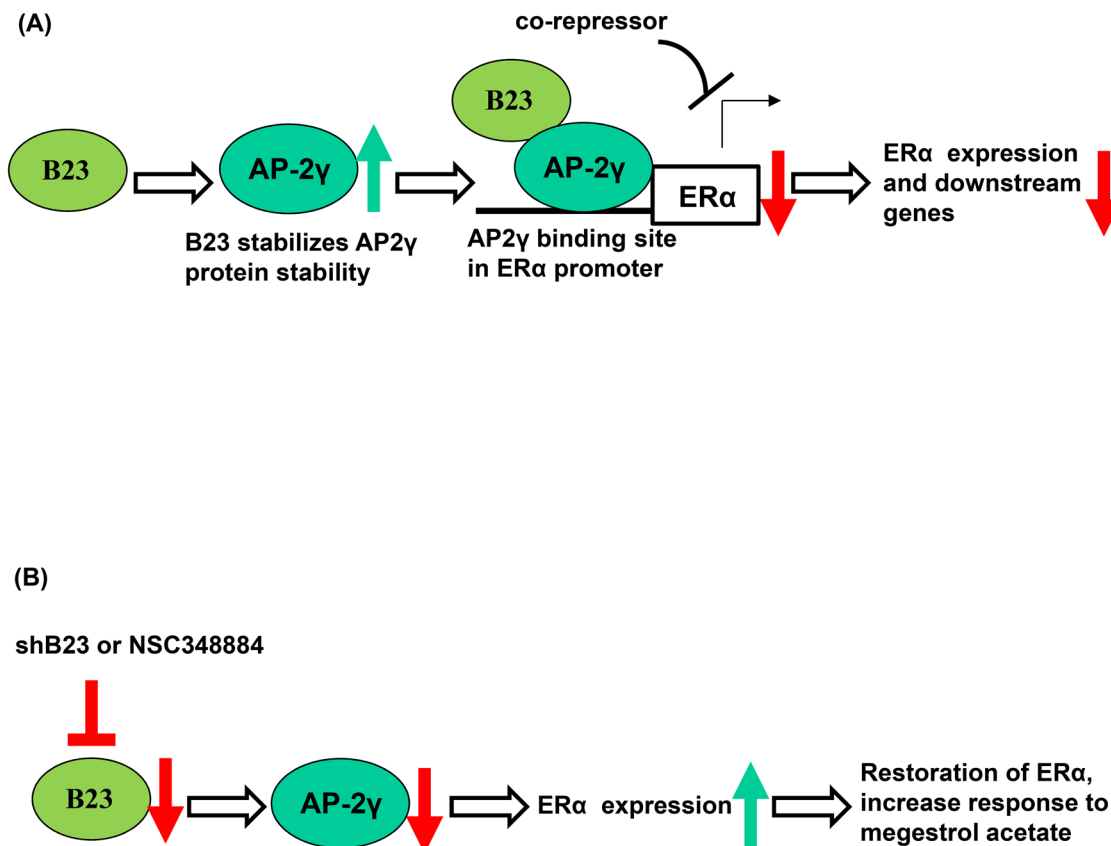 (A)
co-repressor
B23
B23
AP-2γ
AP-2γ
ERα
ERα expression
and downstream
genes
B23 stabilizes AP2γ
protein stability
AP2γ binding site
in ERα promoter
(B)
shB23 or NSC348884
B23
AP-2γ
ERα expression
Restoration of ERα,
increase response to
megestrol acetate